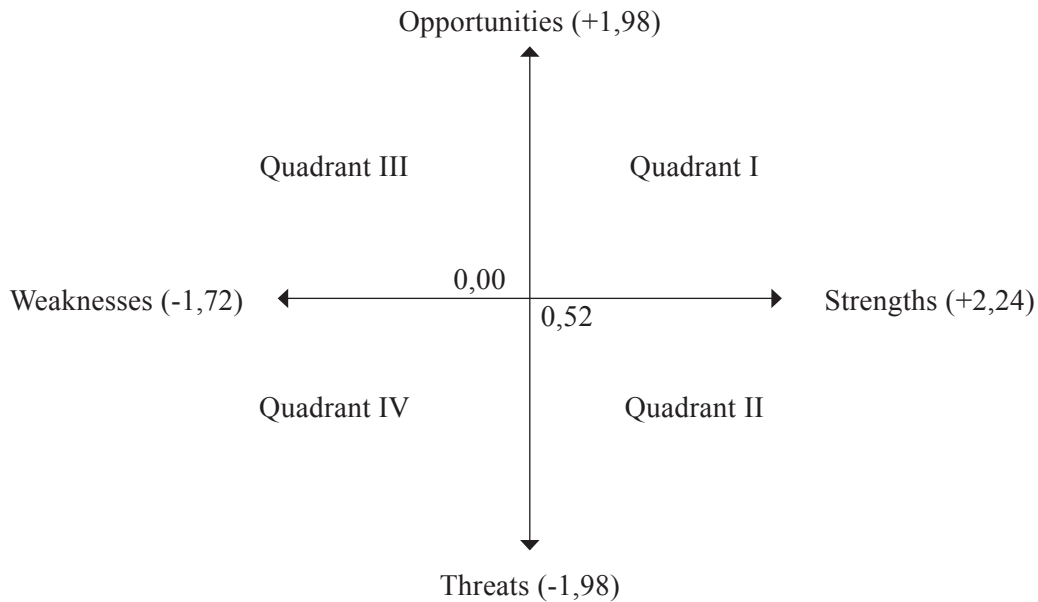 Opportunities (+1,98)
Quadrant III
Quadrant I
0,00
Weaknesses (-1,72)
Strengths (+2,24)
0,52
Quadrant IV
Quadrant II
Threats (-1,98)